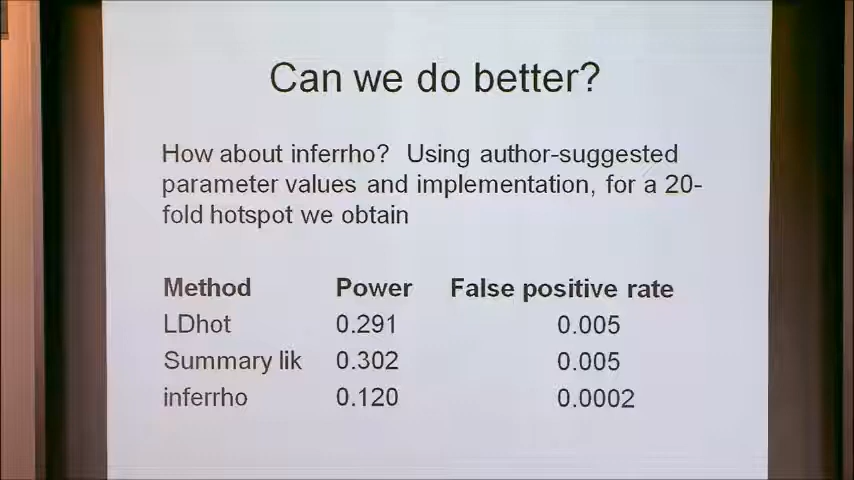 Can we do better?
How about inferrho? Using author-suggested
parameter values and implementation, for a 20-
fold hotspot we obtain
Method Power False positive rate
LDhot 0.291 0.005
Summary lik 0.302 0.005
inferrho 0.120 0.0002